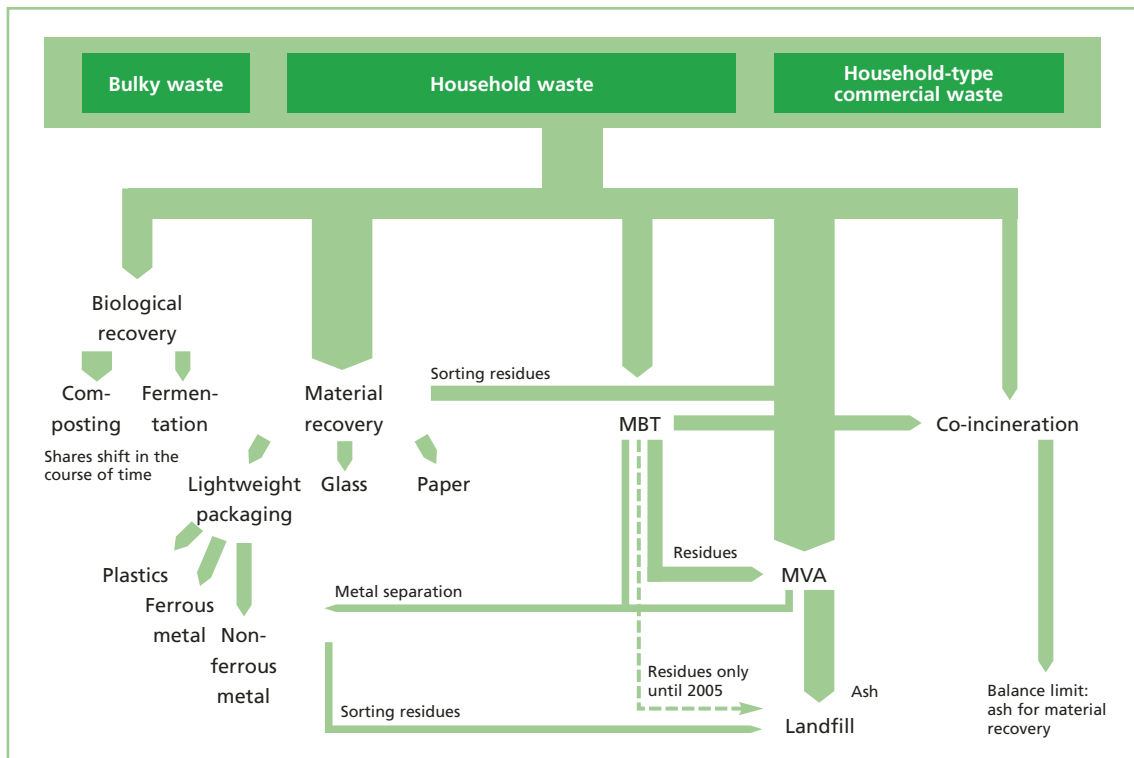 Bulky waste
Household waste
Household-type
commercial waste
Biological
recovery
Com-
posting
Fermen-
tation
Shares shift in the
course of time
Material
recovery
Sorting residues
MBT
Co-incineration
Lightweight
packaging
Glass
Paper
Plastics
Ferrous
metal
Non-
ferrous
metal
Residues
MVA
Metal separation
Residues only
until 2005
Ash
Sorting residues
Landfill
Balance limit:
ash for material
recovery